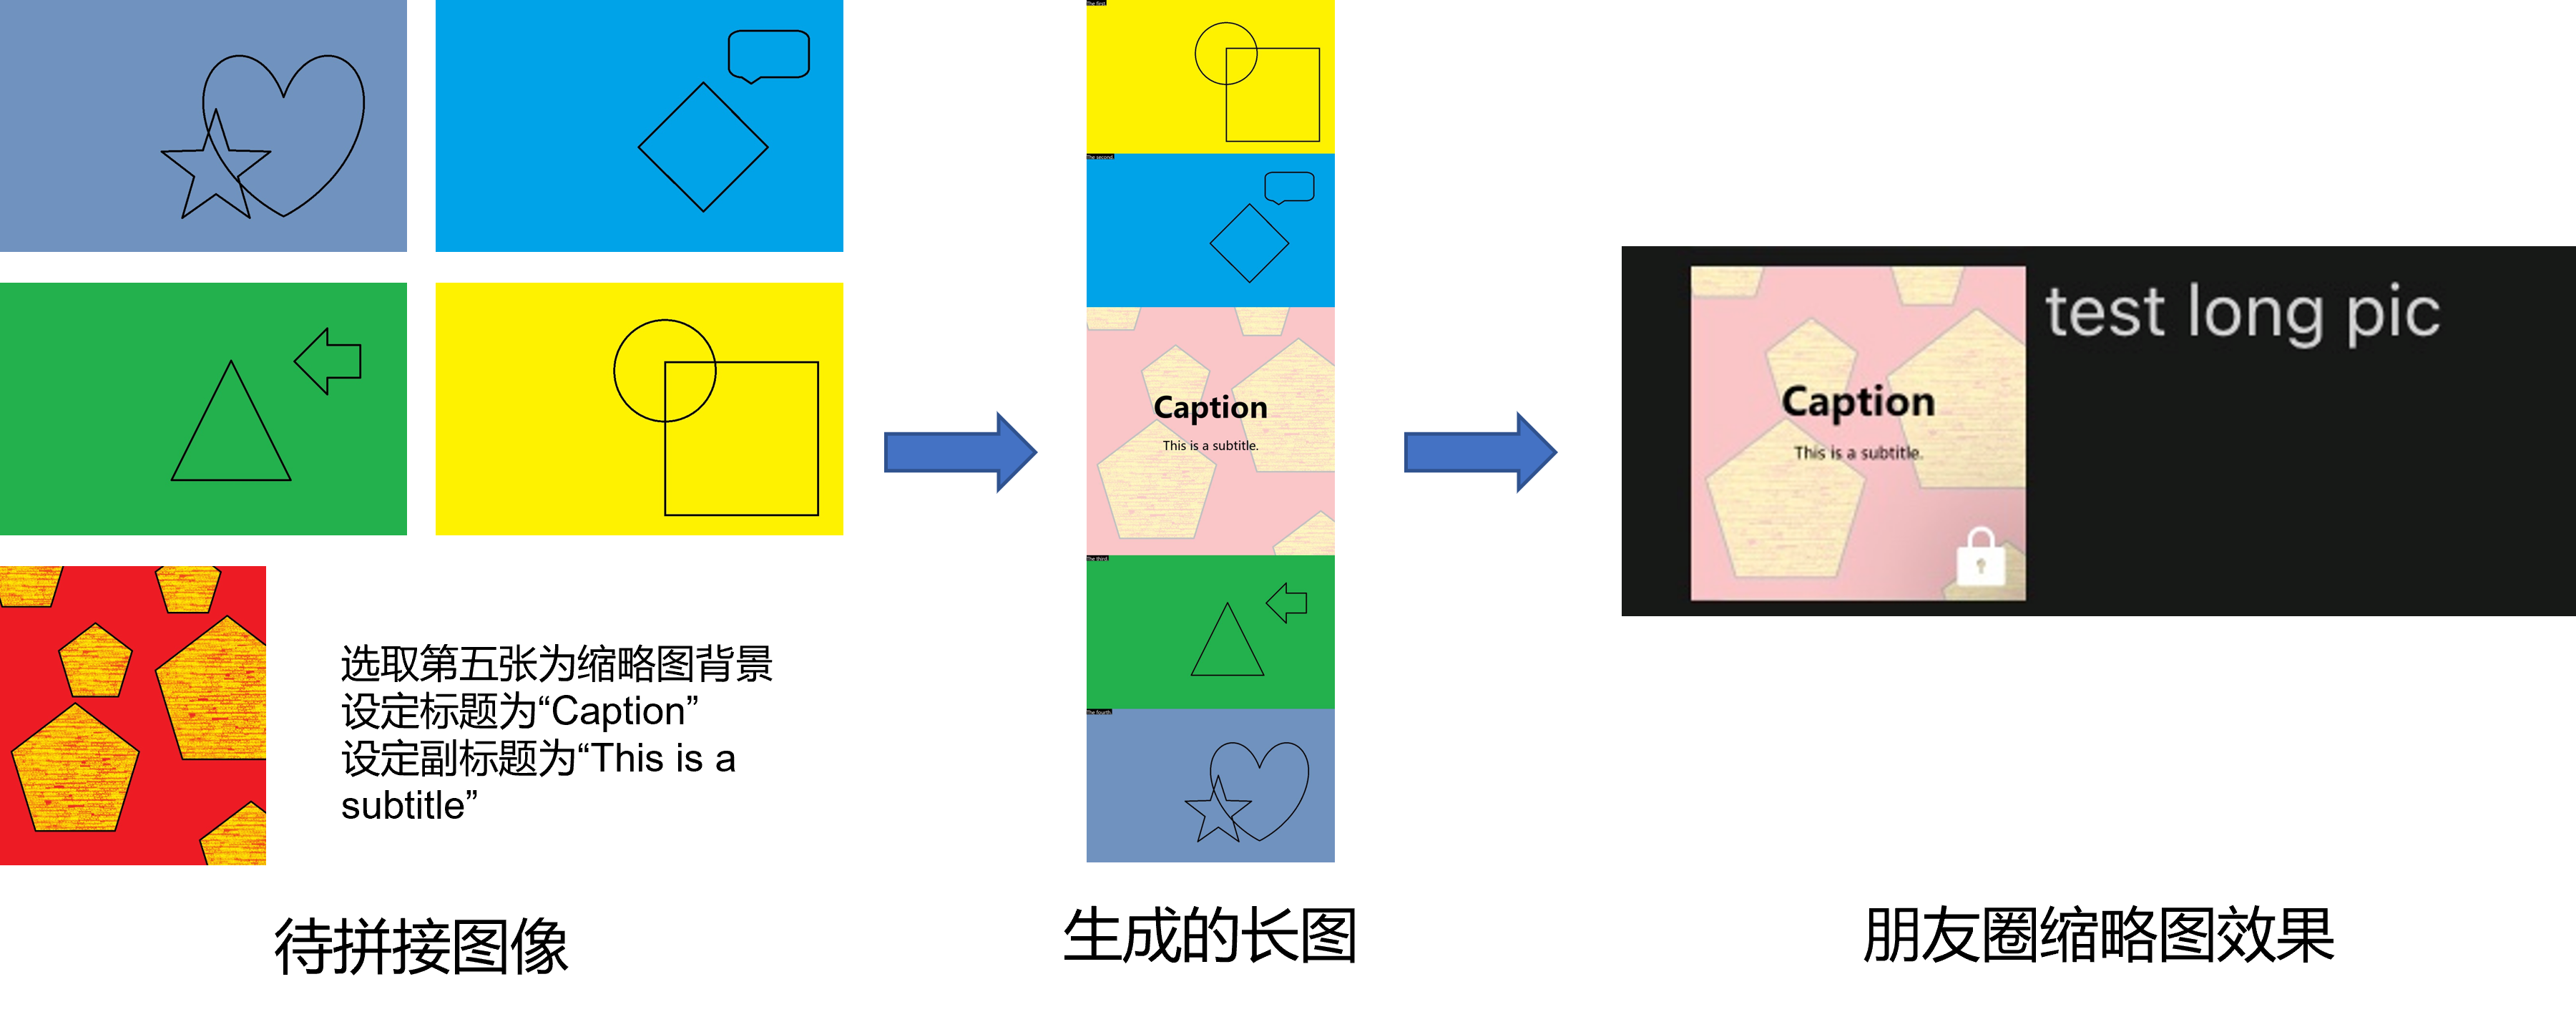 选取第五张为缩略图背景
设定标题为“Caption”
设定副标题为“This is a
subtitle”
待拼接图像
The first.
The second.
Caption
This is a subtitle.
The third.
The fourth.
生成的长图
Caption
This is a subtitle.
test long pic
朋友圈缩略图效果